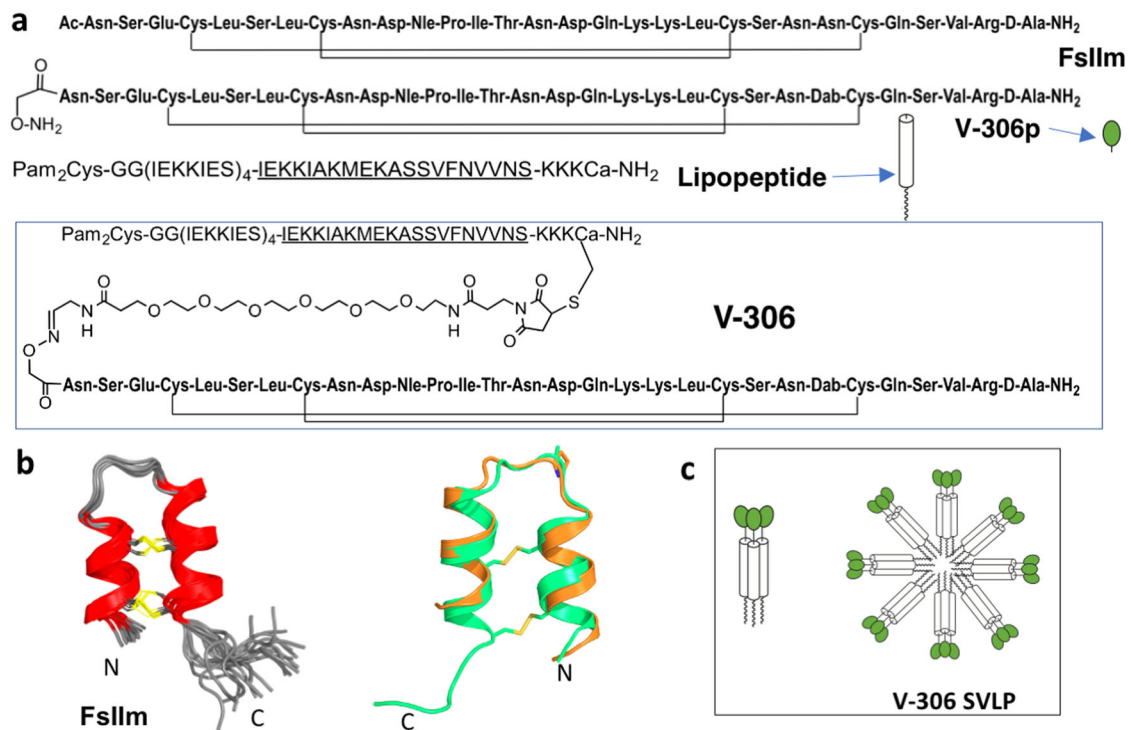 a
Ac-Asn-Ser-Glu-Cys-Leu-Ser-Leu-Cys-Asn-Asp-Nle-Pro-Ile-Thr-Asn-Asp-Gln-Lys-Lys-Leu-Cys-Ser-Asn-Asn-Cys-Gln-Ser-Val-Arg-D-Ala-NH2
FsIIm
O
O-NH2
Asn-Ser-Glu-Cys-Leu-Ser-Leu-Cys-Asn-Asp-Nle-Pro-Ile-Thr-Asn-Asp-Gln-Lys-Lys-Leu-Cys-Ser-Asn-Dab-Cys-Gln-Ser-Val-Arg-D-Ala-NH2
V-306p
Pam2Cys-GG(IEKKIES)4-IEKKIAKMEKASSVFNVVNS-KKKCa-NH2
Lipopeptide
Pam2Cys-GG(IEKKIES)4-IEKKIAKMEKASSVFNVVNS-KKKCa-NH2
O O O
N O O O O O O N N S
H H
N O
O
V-306
O
Asn-Ser-Glu-Cys-Leu-Ser-Leu-Cys-Asn-Asp-Nle-Pro-Ile-Thr-Asn-Asp-Gln-Lys-Lys-Leu-Cys-Ser-Asn-Dab-Cys-Gln-Ser-Val-Arg-D-Ala-NH2
b
N
C
FsIIm
N
C
c
V-306 SVLP